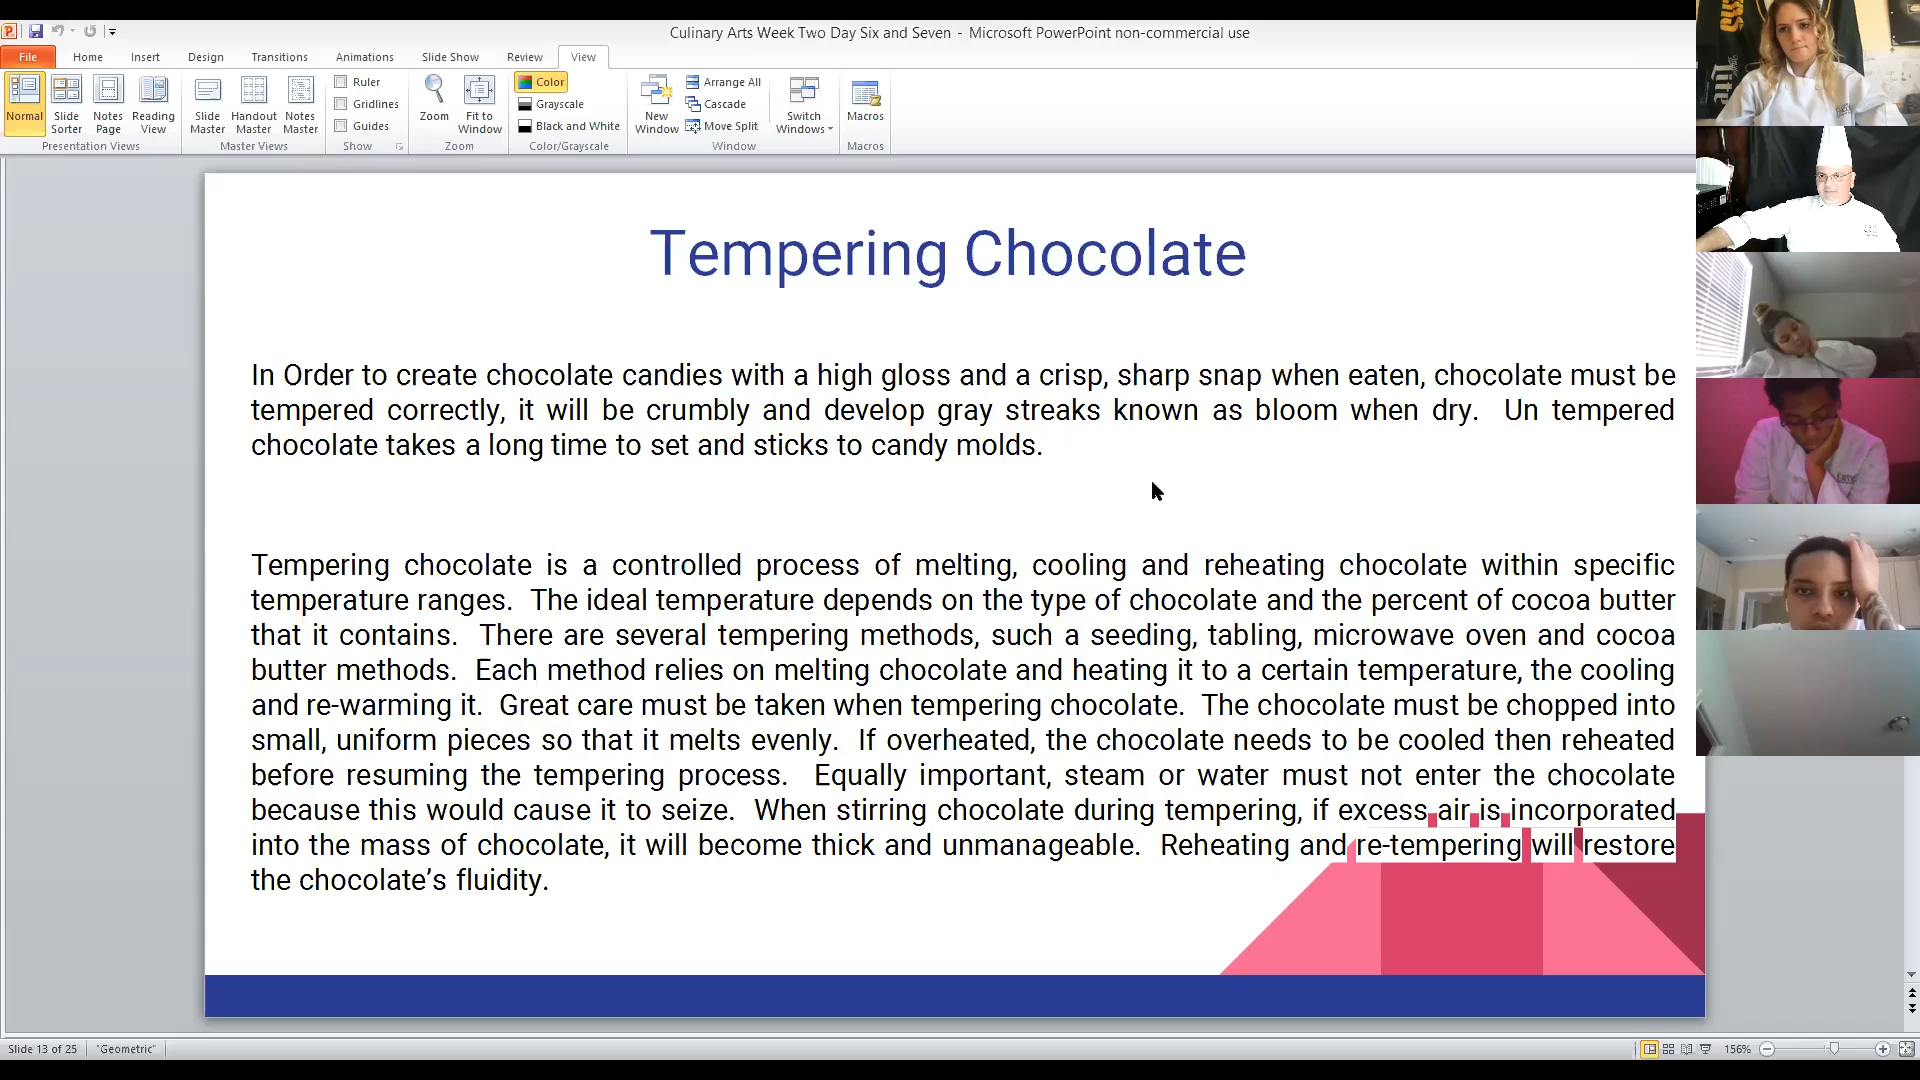 Culinary Arts Week Two Day Six and Seven - Microsoft PowerPoint non-commercial use
File Home Insert Design Transitions Animations Slide Show Review View
Normal
Slide Sorter
Notes Page
Reading View
Presentation Views
Slide Master
Handout Master
Notes Master
Master Views
Ruler
Gridlines
Guides
Show
Zoom
Fit to Window
Zoom
Color
Grayscale
Black and White
Color/Grayscale
New Window
Arrange All
Cascade
Move Split
Switch Windows
Window
Macros
Macros
Tempering Chocolate
In Order to create chocolate candies with a high gloss and a crisp, sharp snap when eaten, chocolate must be
tempered correctly, it will be crumbly and develop gray streaks known as bloom when dry. Un tempered
chocolate takes a long time to set and sticks to candy molds.
Tempering chocolate is a controlled process of melting, cooling and reheating chocolate within specific
temperature ranges. The ideal temperature depends on the type of chocolate and the percent of cocoa butter
that it contains. There are several tempering methods, such a seeding, tabling, microwave oven and cocoa
butter methods. Each method relies on melting chocolate and heating it to a certain temperature, the cooling
and re-warming it. Great care must be taken when tempering chocolate. The chocolate must be chopped into
small, uniform pieces so that it melts evenly. If overheated, the chocolate needs to be cooled then reheated
before resuming the tempering process. Equally important, steam or water must not enter the chocolate
because this would cause it to seize. When stirring chocolate during tempering, if excess air is incorporated
into the mass of chocolate, it will become thick and unmanageable. Reheating and re-tempering will restore
the chocolate’s fluidity.
Slide 13 of 25 "Geometric" 156%